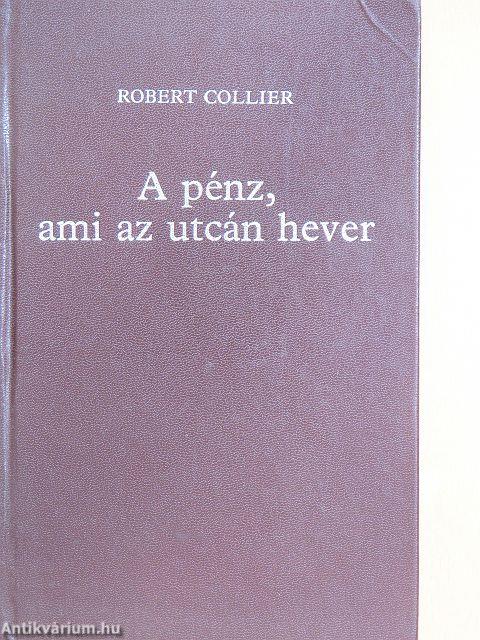 ROBERT COLLIER
A pénz,
ami az utcán hever
Antikvárium.hu